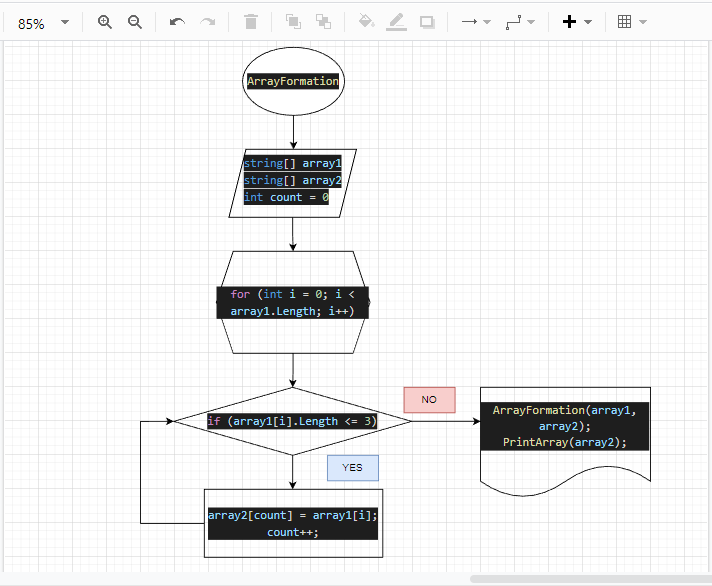 85%
ArrayFormation
string[] array1
string[] array2
int count = 0
for (int i = 0; i <
array1.Length; i++)
if (array1[i].Length <= 3)
NO
ArrayFormation(array1,
array2);
PrintArray(array2);
YES
array2[count] = array1[i];
count++;